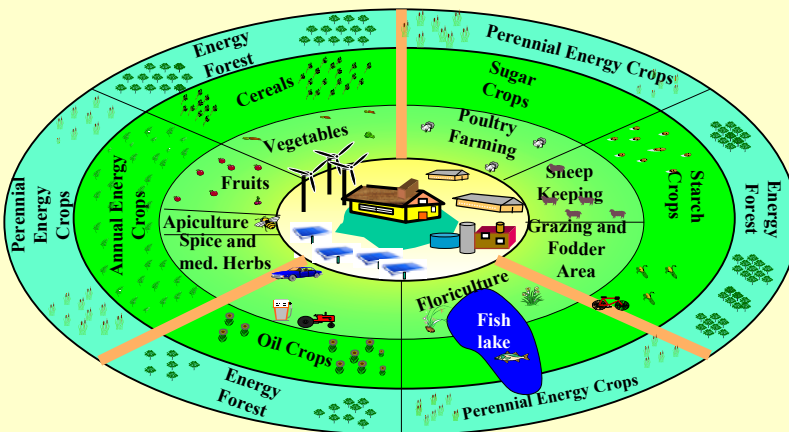 Energy
Forest
Perennial Energy Crops
Cereals
Sugar
Crops
Vegetables
Poultry
Farming
Fruits
Sheep
Keeping
Starch
Crops
Energy
Forest
Perennial
Energy Crops
Annual Energy
Crops
Apiculture
Spice and
med. Herbs
Grazing and
Fodder
Area
Floriculture
Fish
lake
Oil Crops
Energy
Forest
Perennial Energy Crops